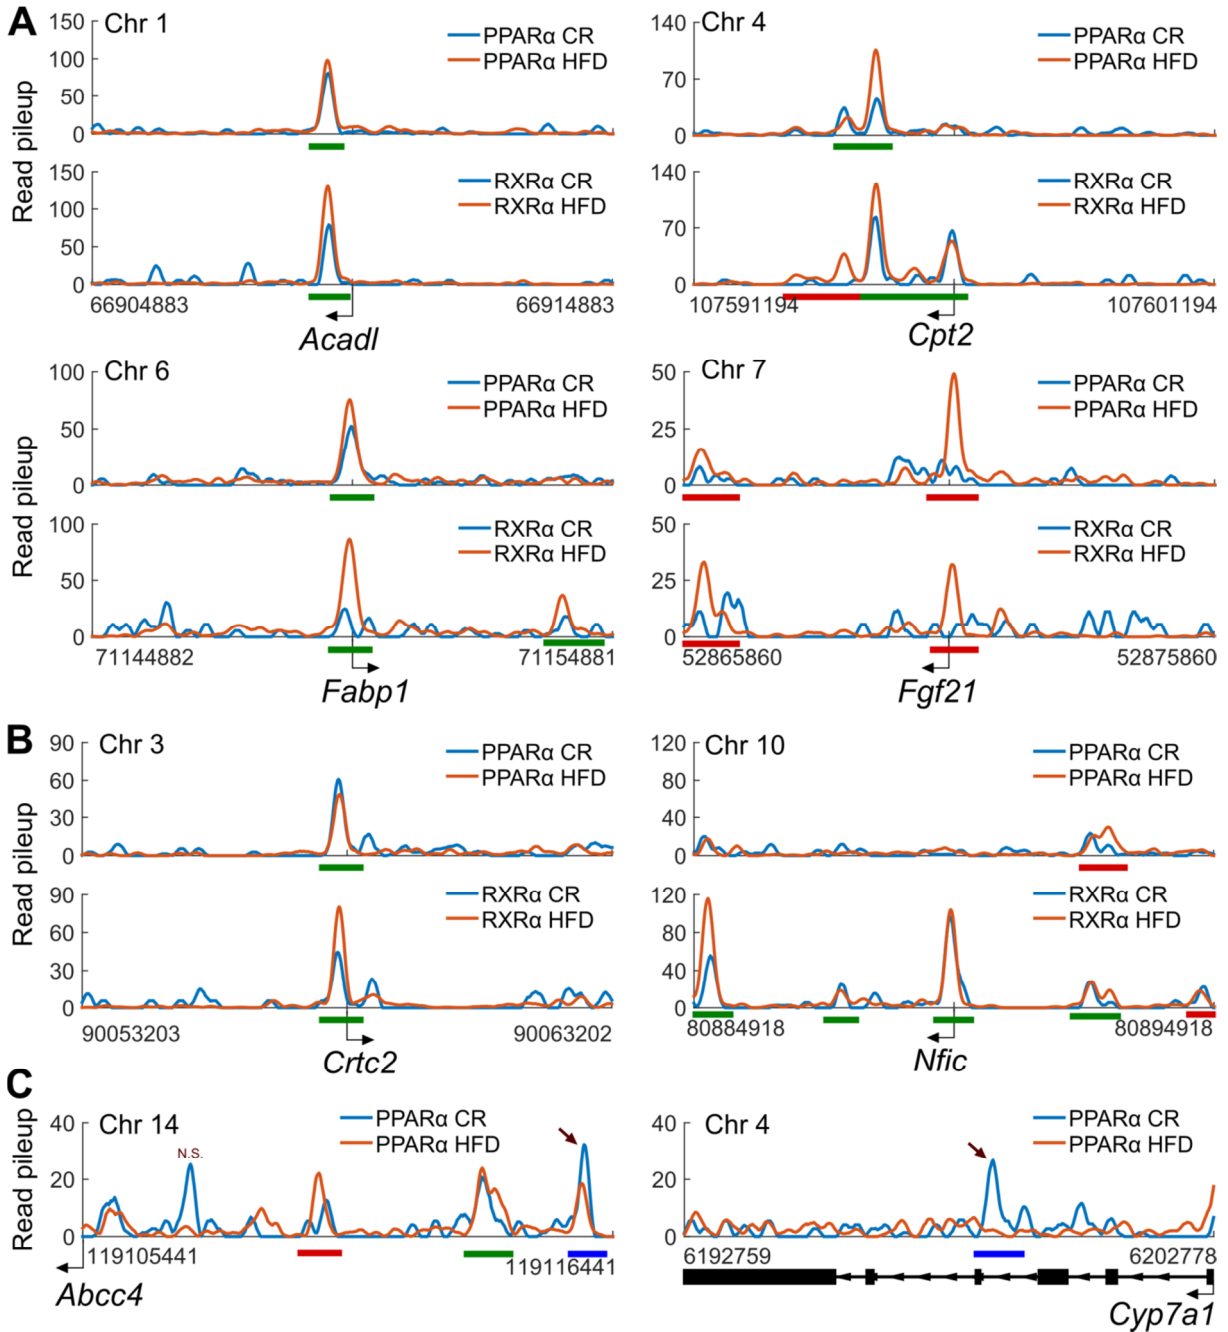 A
Chr 1
Read pileup
150
100
50
0
PPARα CR
PPARα HFD
150
100
50
0
RXRα CR
RXRα HFD
66904883
66914883
Acadl
Chr 4
140
70
0
PPARα CR
PPARα HFD
140
70
0
RXRα CR
RXRα HFD
107591194
107601194
Cpt2
Chr 6
Read pileup
100
50
0
PPARα CR
PPARα HFD
100
50
0
RXRα CR
RXRα HFD
71144882
71154881
Fabp1
Chr 7
50
25
0
PPARα CR
PPARα HFD
50
25
0
RXRα CR
RXRα HFD
52865860
52875860
Fgf21
B
Chr 3
Read pileup
90
60
30
0
PPARα CR
PPARα HFD
90
60
30
0
RXRα CR
RXRα HFD
90053203
90063202
Crtc2
Chr 10
120
80
40
0
PPARα CR
PPARα HFD
120
80
40
0
RXRα CR
RXRα HFD
80884918
80894918
Nfic
C
Chr 14
Read pileup
40
20
0
PPARα CR
PPARα HFD
N.S.
119105441
119116441
Abcc4
Chr 4
40
20
0
PPARα CR
PPARα HFD
6192759
6202778
Cyp7a1